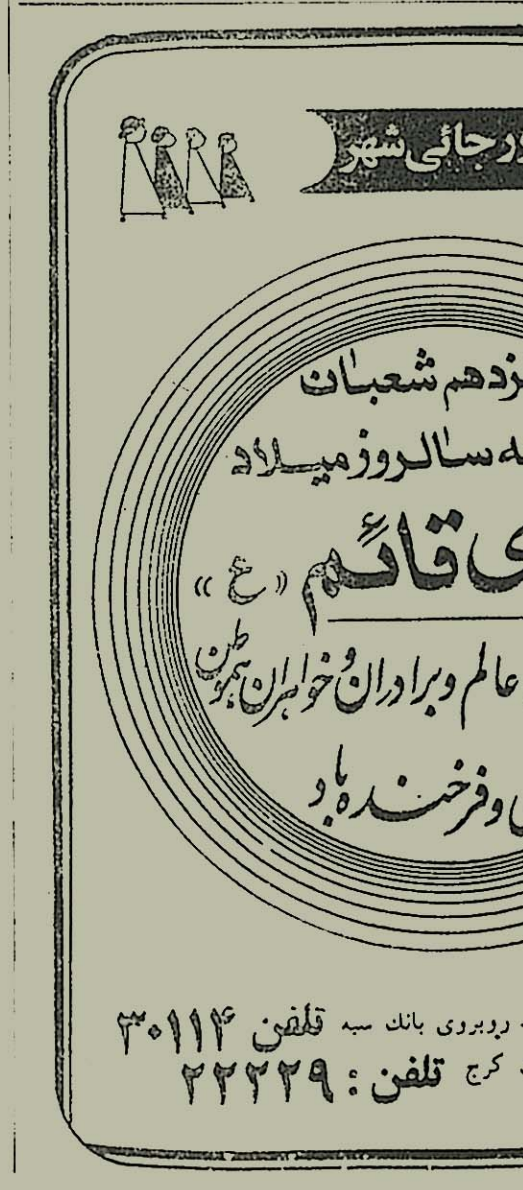 رجائی‌شهر
زدهم شعبان
ه سالروز میلاد
ی قائم «ع»
عالم و برادران و خواهران هموطن
و فرخنده باد
روبروی بانک سپه تلفن ۳۰۱۱۴
کرج تلفن : ۲۲۲۲۹